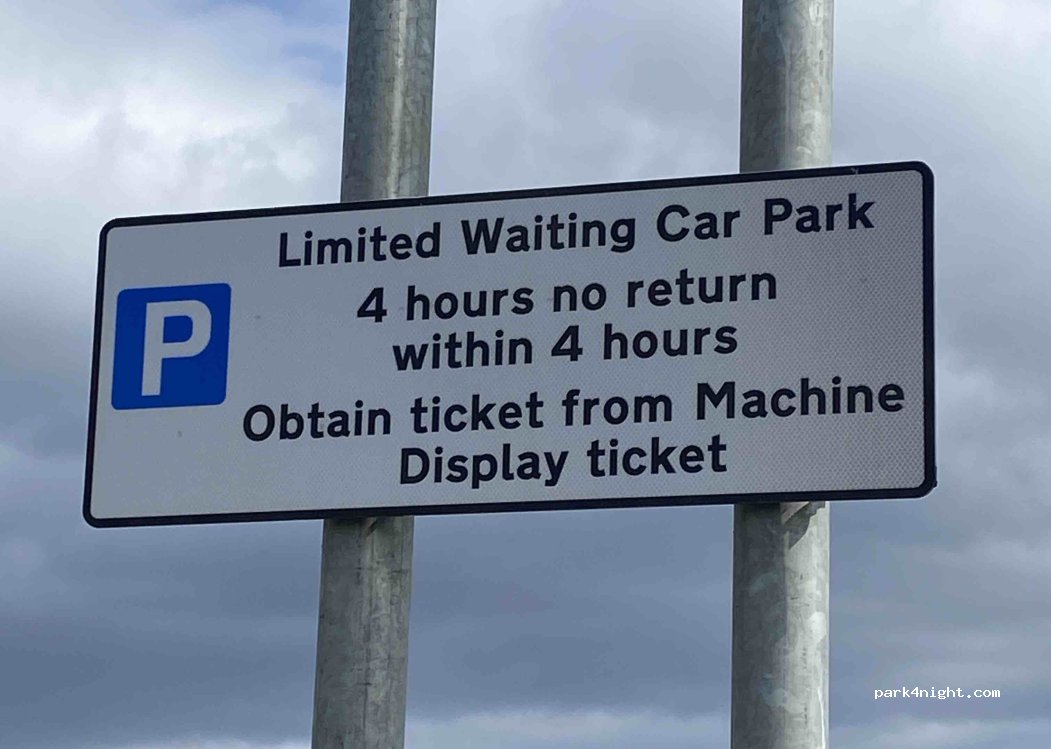 Limited Waiting Car Park
P
4 hours no return
within 4 hours
Obtain ticket from Machine
Display ticket
park4night.com